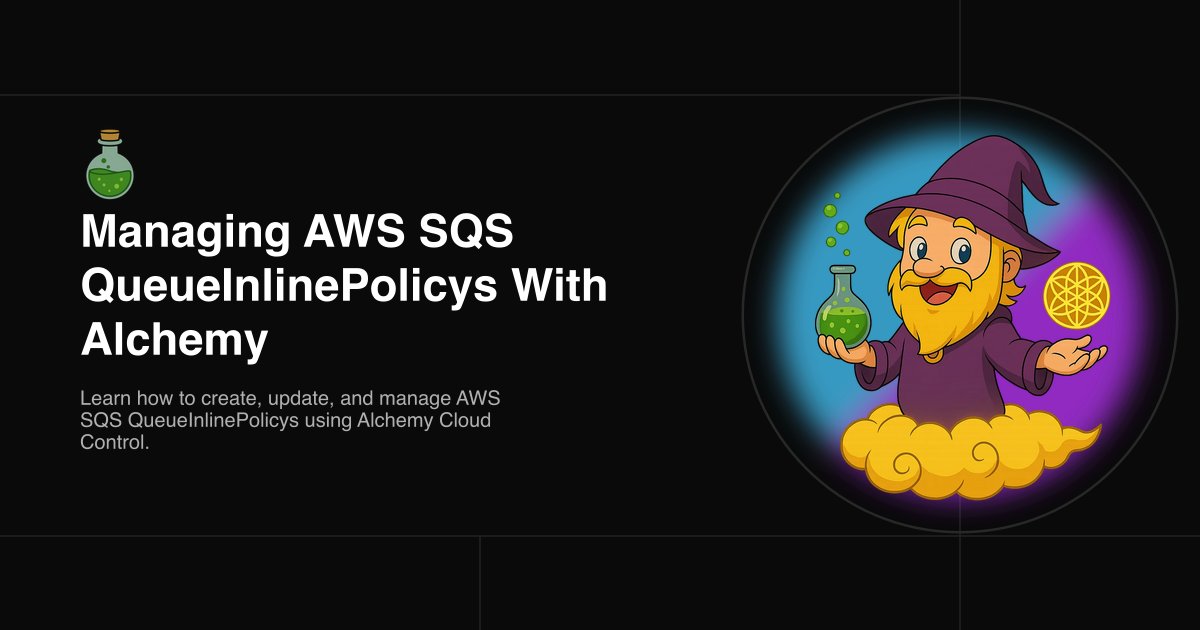 Managing AWS SQS
QueueInlinePolicys With
Alchemy
Learn how to create, update, and manage AWS
SQS QueueInlinePolicys using Alchemy Cloud
Control.